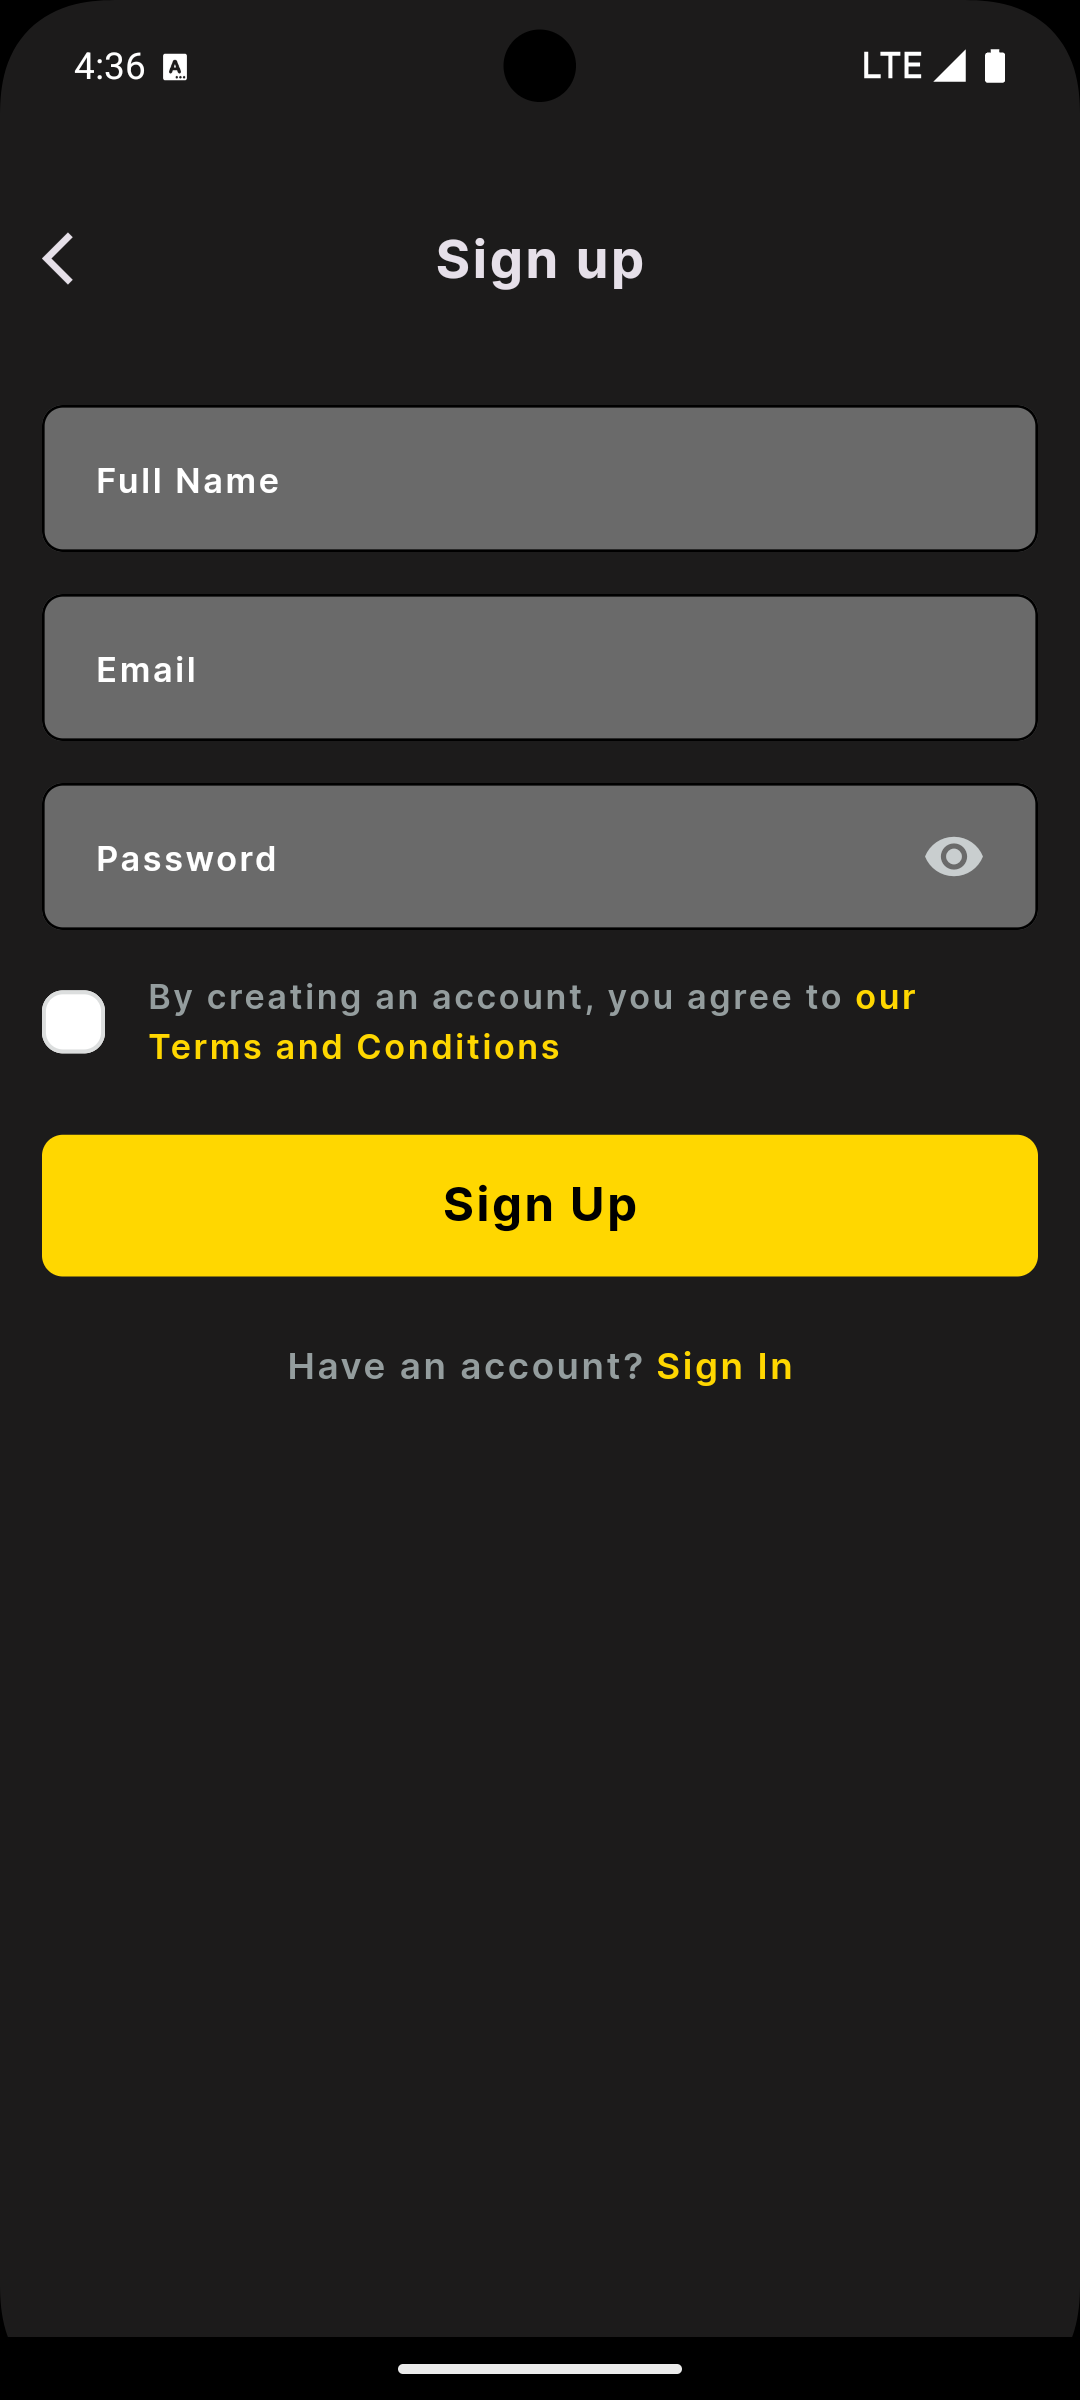 4:36
LTE
Sign up
Full Name
Email
Password
By creating an account, you agree to our
Terms and Conditions
Sign Up
Have an account? Sign In